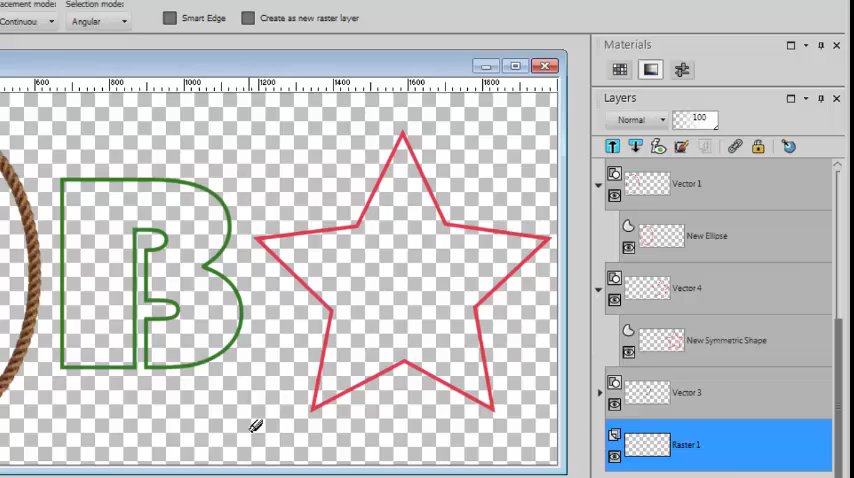 acement mode: Selection mode:
Continuou Angular Smart Edge Create as new raster layer
Materials
Layers
Normal 100
600 800 1000 1200 1400 1600 1800
Vector 1
New Ellipse
Vector 4
New Symmetric Shape
Vector 3
Raster 1
B